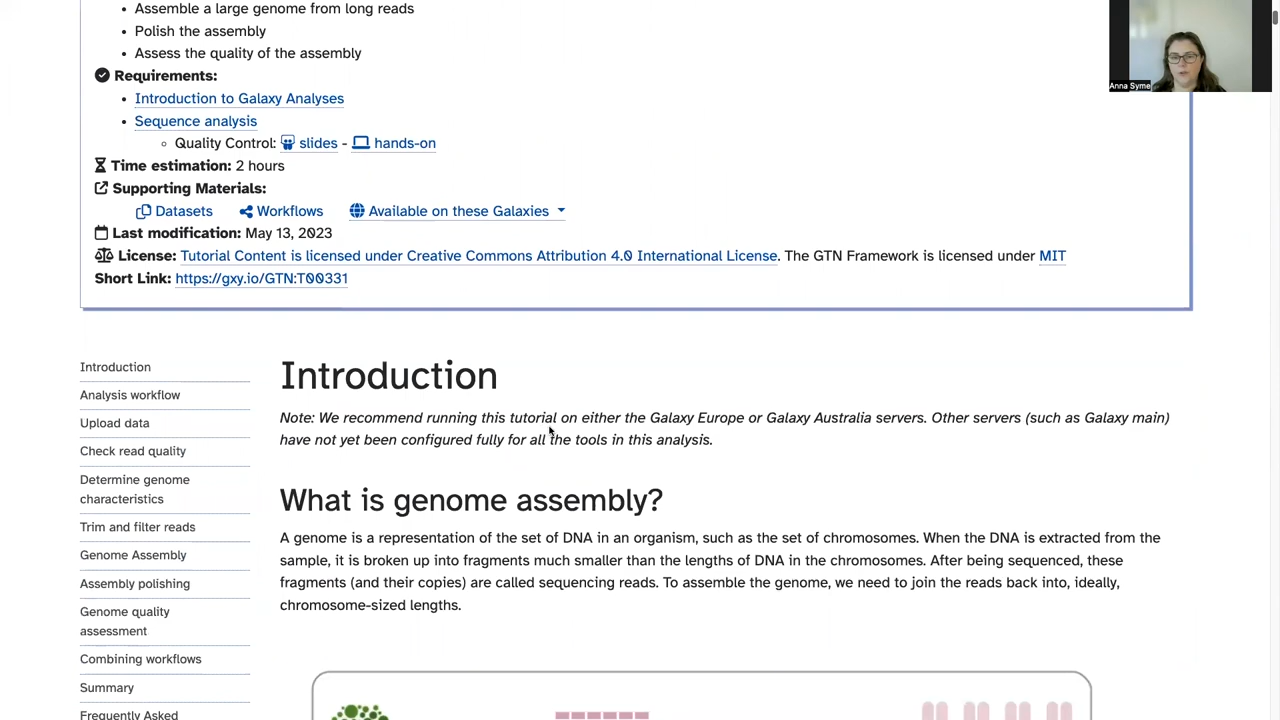 Assemble a large genome from long reads
Polish the assembly
Assess the quality of the assembly
Requirements:
Introduction to Galaxy Analyses
Sequence analysis
Quality Control: slides - hands-on
Time estimation: 2 hours
Supporting Materials:
Datasets Workflows Available on these Galaxies
Last modification: May 13, 2023
License: Tutorial Content is licensed under Creative Commons Attribution 4.0 International License. The GTN Framework is licensed under MIT
Short Link: https://gxy.io/GTN:T00331
Anna Syme
Introduction
Analysis workflow
Upload data
Check read quality
Determine genome
characteristics
Trim and filter reads
Genome Assembly
Assembly polishing
Genome quality
assessment
Combining workflows
Summary
Frequently Asked
Introduction
Note: We recommend running this tutorial on either the Galaxy Europe or Galaxy Australia servers. Other servers (such as Galaxy main)
have not yet been configured fully for all the tools in this analysis.
What is genome assembly?
A genome is a representation of the set of DNA in an organism, such as the set of chromosomes. When the DNA is extracted from the
sample, it is broken up into fragments much smaller than the lengths of DNA in the chromosomes. After being sequenced, these
fragments (and their copies) are called sequencing reads. To assemble the genome, we need to join the reads back into, ideally,
chromosome-sized lengths.